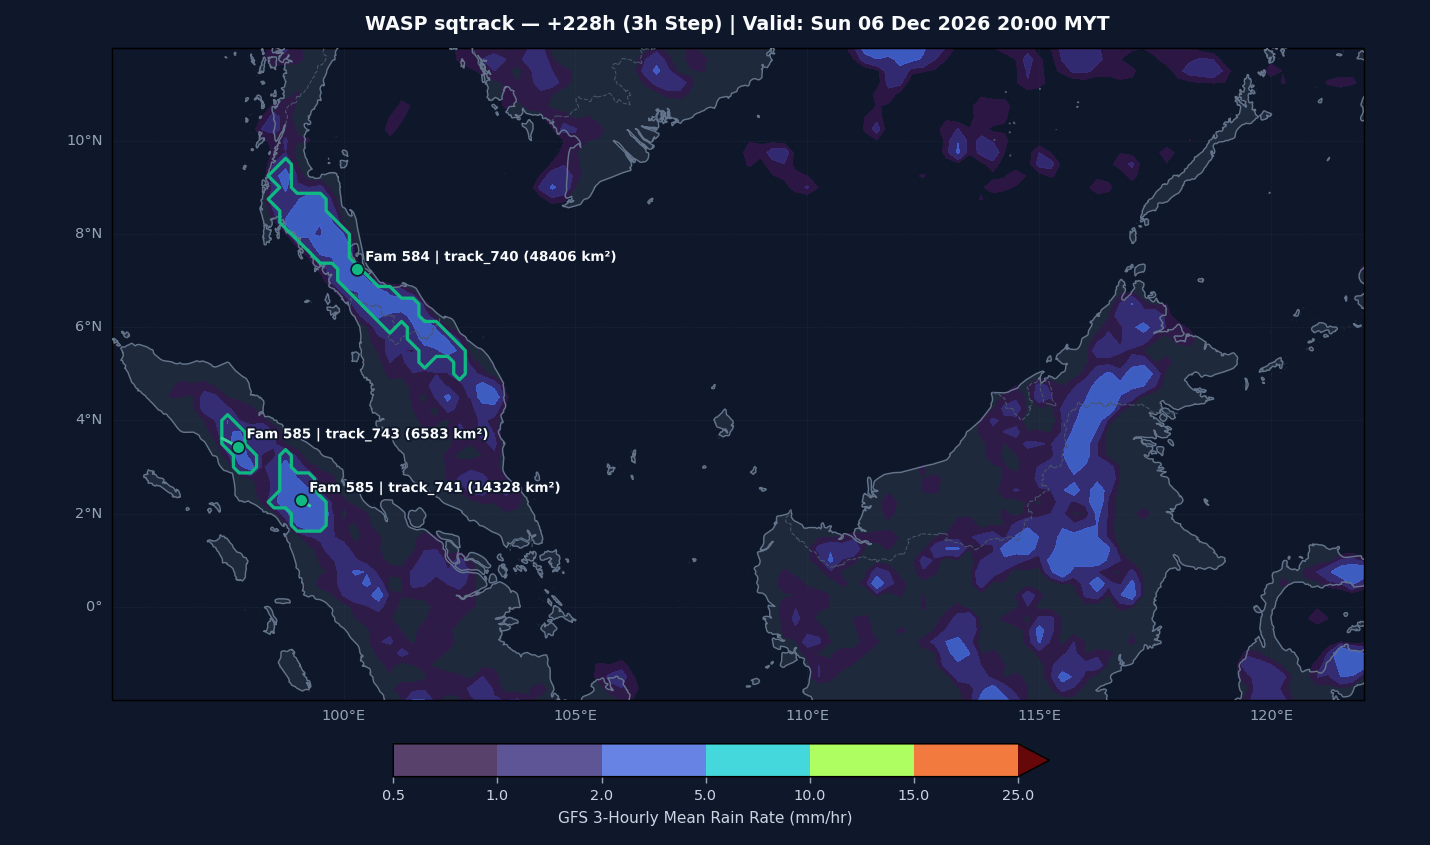 WASP sqtrack — +228h (3h Step) | Valid: Sun 06 Dec 2026 20:00 MYT
10°N
8°N
Fam 584 | track_740 (48406 km²)
6°N
4°N
Fam 585 | track_743 (6583 km²)
Fam 585 | track_741 (14328 km²)
2°N
0°
100°E 105°E 110°E 115°E 120°E
0.5 1.0 2.0 5.0 10.0 15.0 25.0
GFS 3-Hourly Mean Rain Rate (mm/hr)